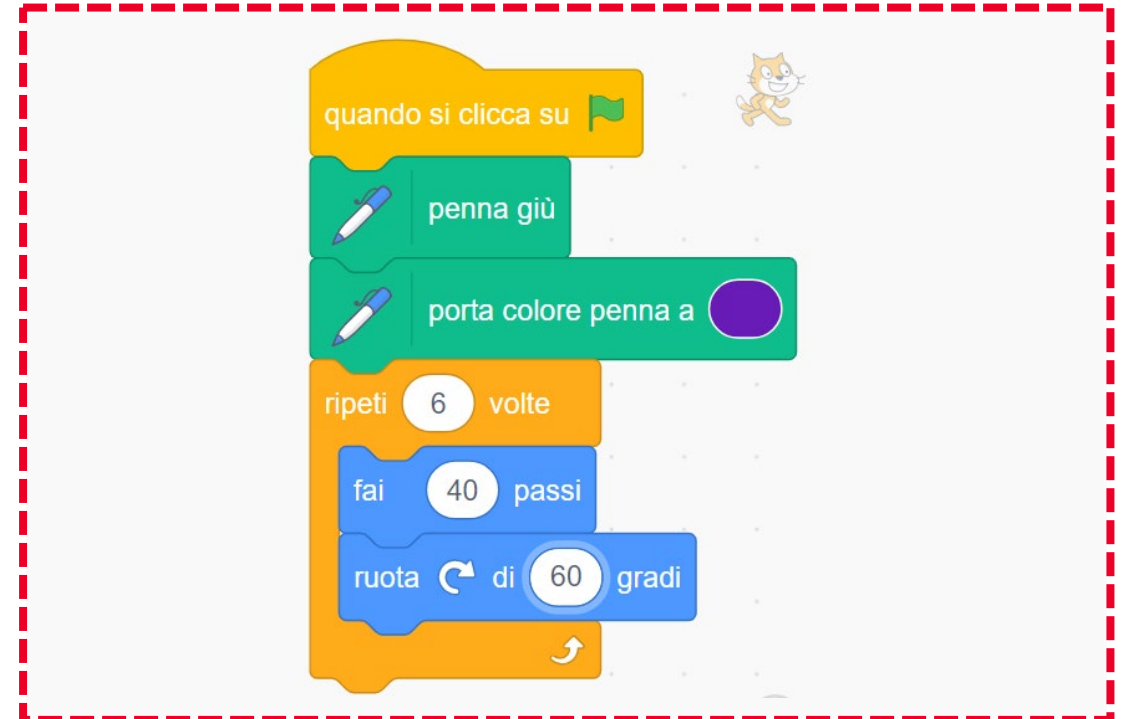 quando si clicca su
penna giù
porta colore penna a
ripeti 6 volte
fai 40 passi
ruota di 60 gradi